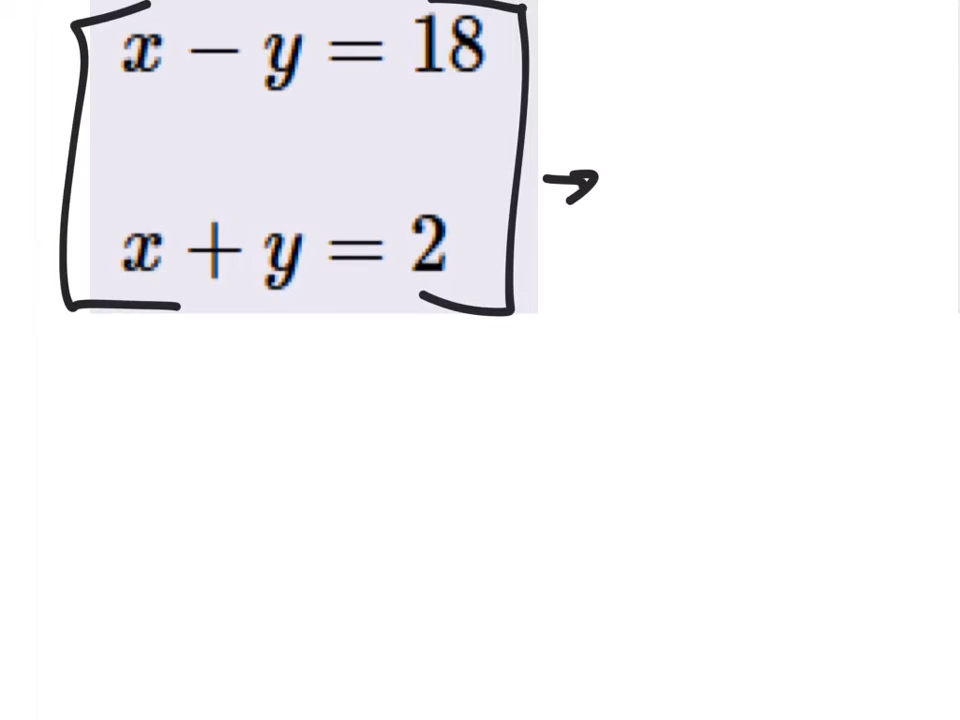 x − y = 18
x + y = 2